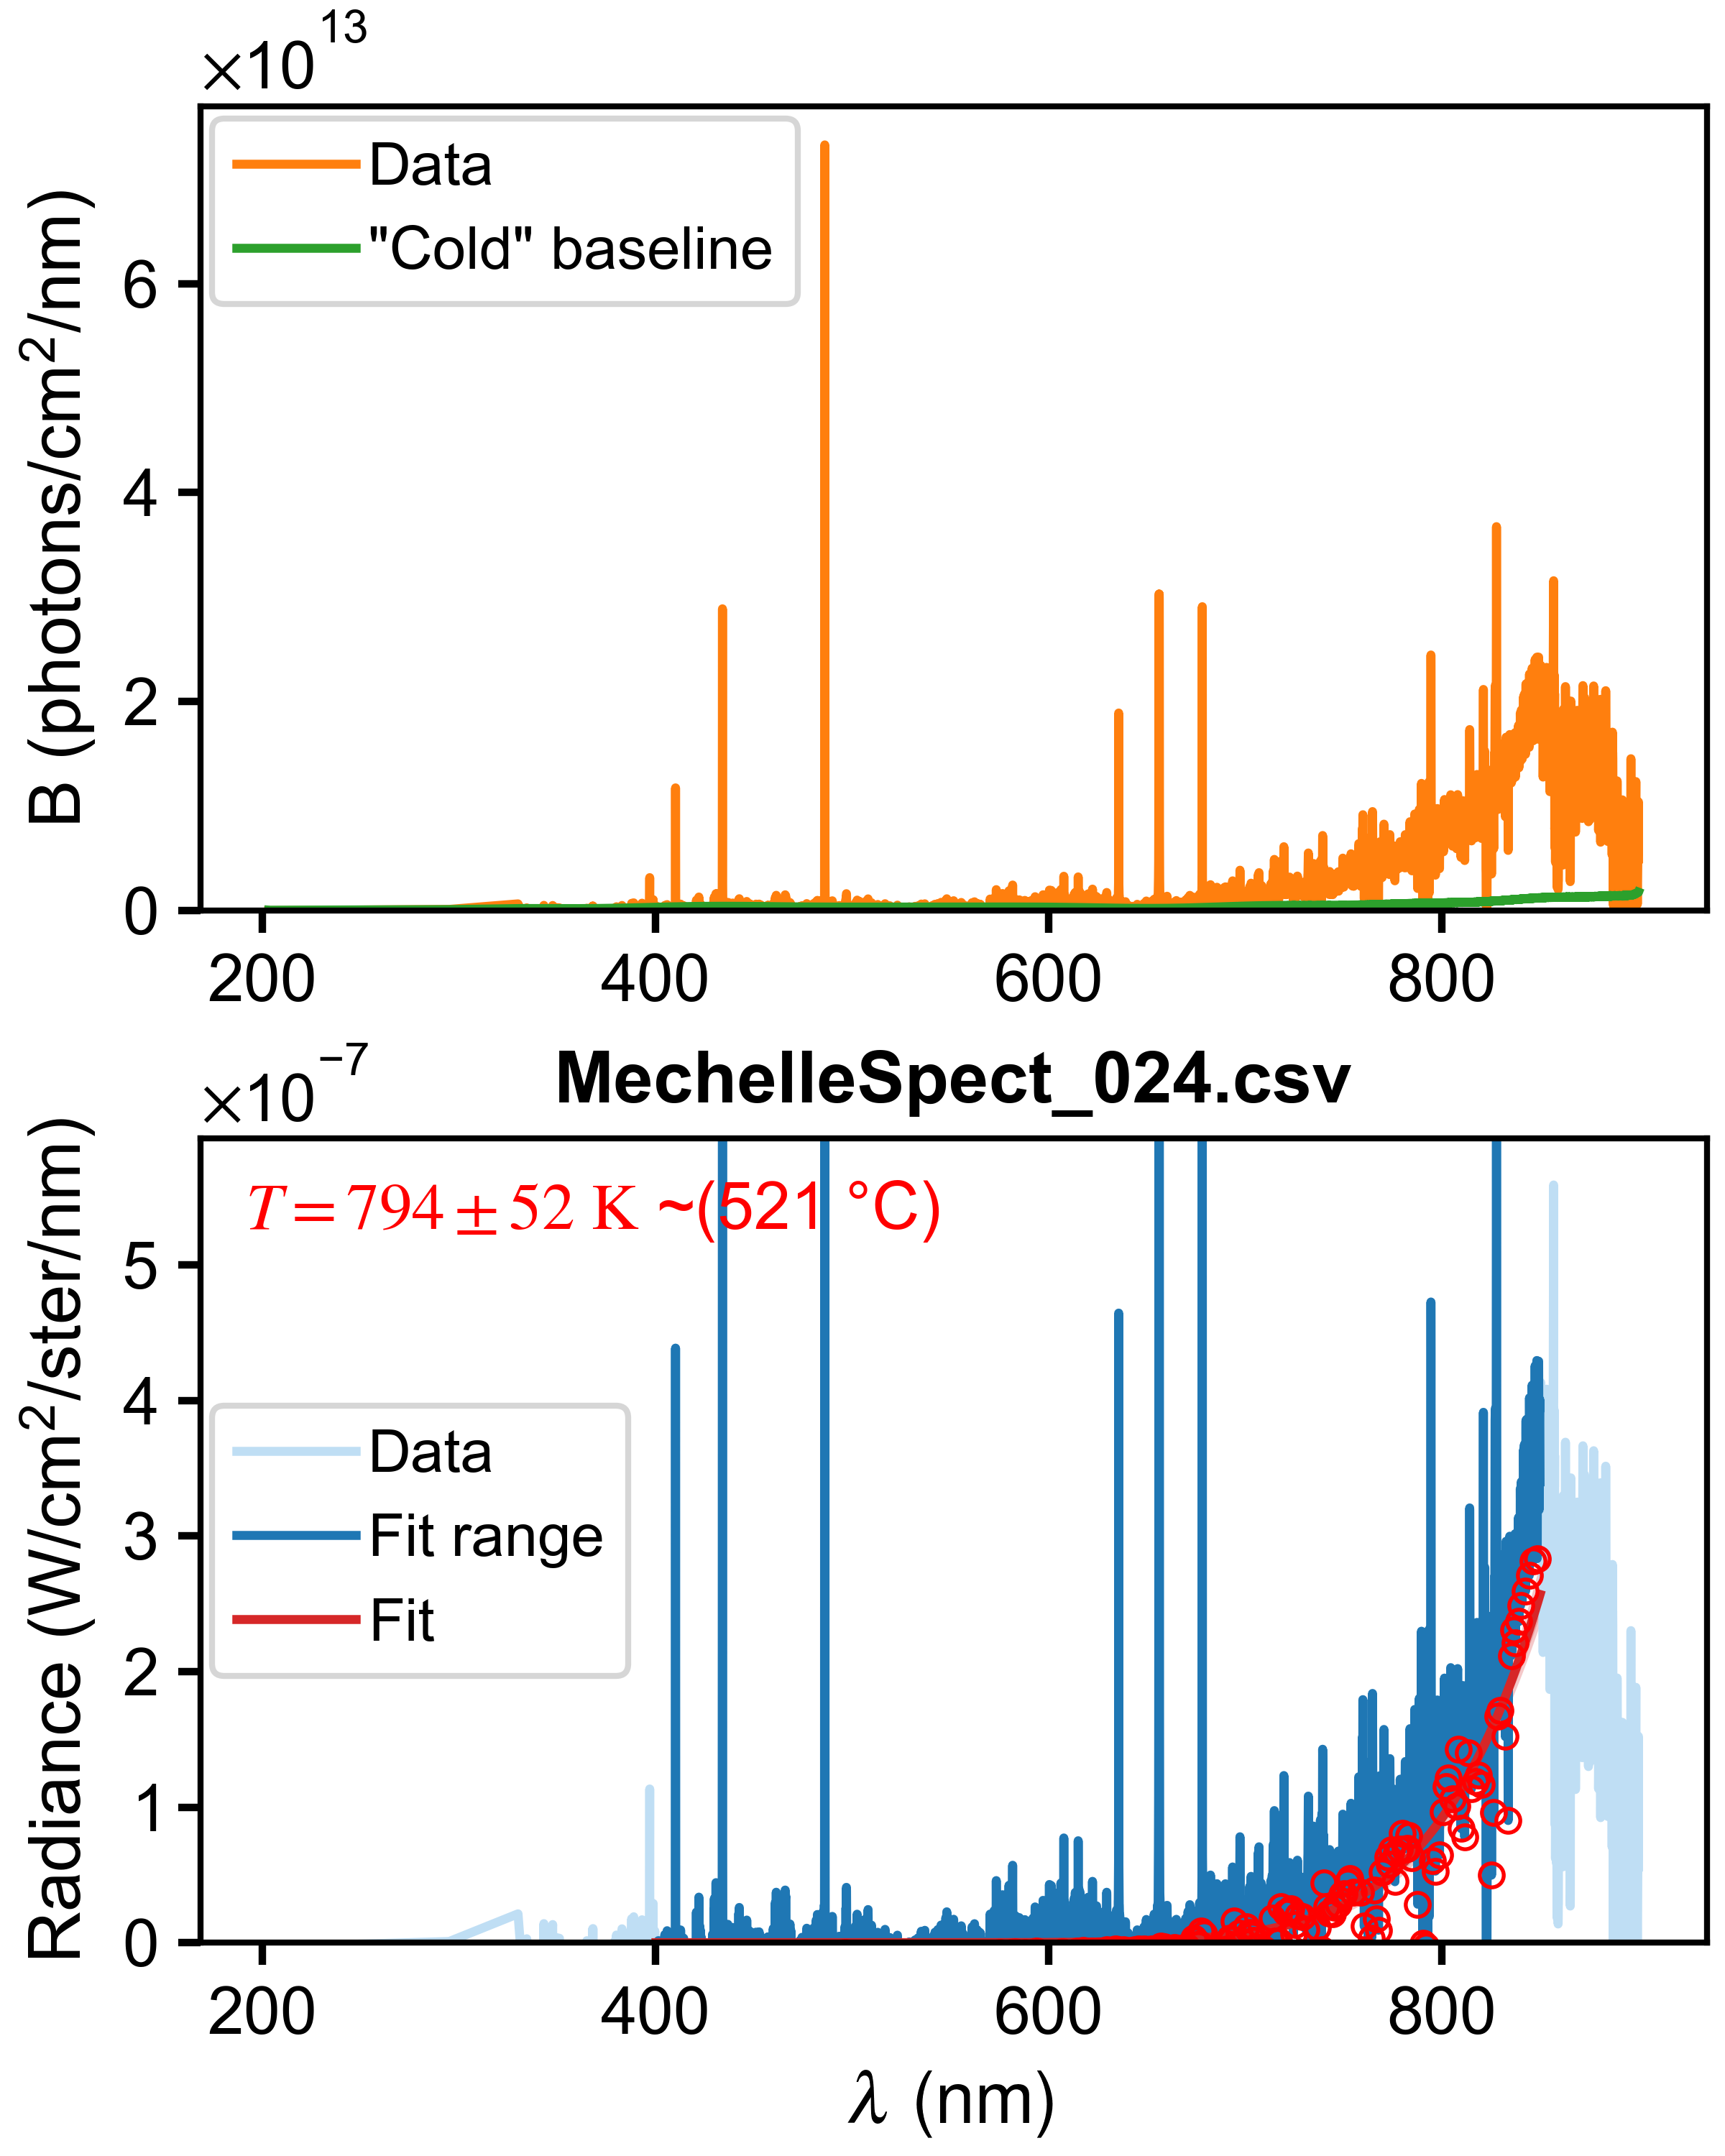 ×10¹³
B (photons/cm²/nm)
Data
"Cold" baseline
6
4
2
0
200 400 600 800
×10⁻⁷
MechelleSpect_024.csv
Radiance (W/cm²/ster/nm)
T = 794 ± 52 K ~(521 °C)
Data
Fit range
Fit
5
4
3
2
1
0
200 400 600 800
λ (nm)